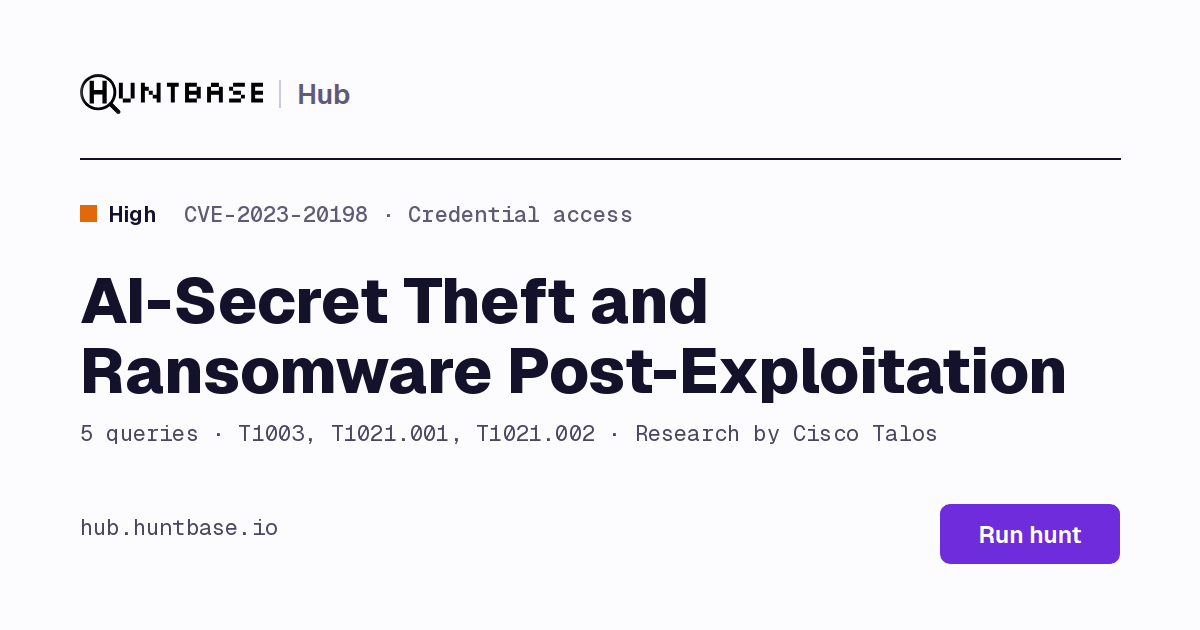 HUNTBASE | Hub
High CVE-2023-20198 · Credential access
AI-Secret Theft and
Ransomware Post-Exploitation
5 queries · T1003, T1021.001, T1021.002 · Research by Cisco Talos
hub.huntbase.io
Run hunt